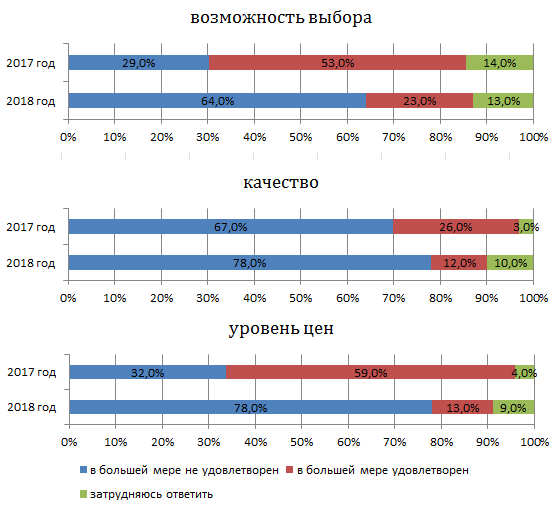 возможность выбора
2017 год 29,0% 53,0% 14,0%
2018 год 64,0% 23,0% 13,0%
0% 10% 20% 30% 40% 50% 60% 70% 80% 90% 100%
качество
2017 год 67,0% 26,0% 3,0%
2018 год 78,0% 12,0% 10,0%
0% 10% 20% 30% 40% 50% 60% 70% 80% 90% 100%
уровень цен
2017 год 32,0% 59,0% 4,0%
2018 год 78,0% 13,0% 9,0%
0% 10% 20% 30% 40% 50% 60% 70% 80% 90% 100%
в большей мере не удовлетворен в большей мере удовлетворен
затрудняюсь ответить